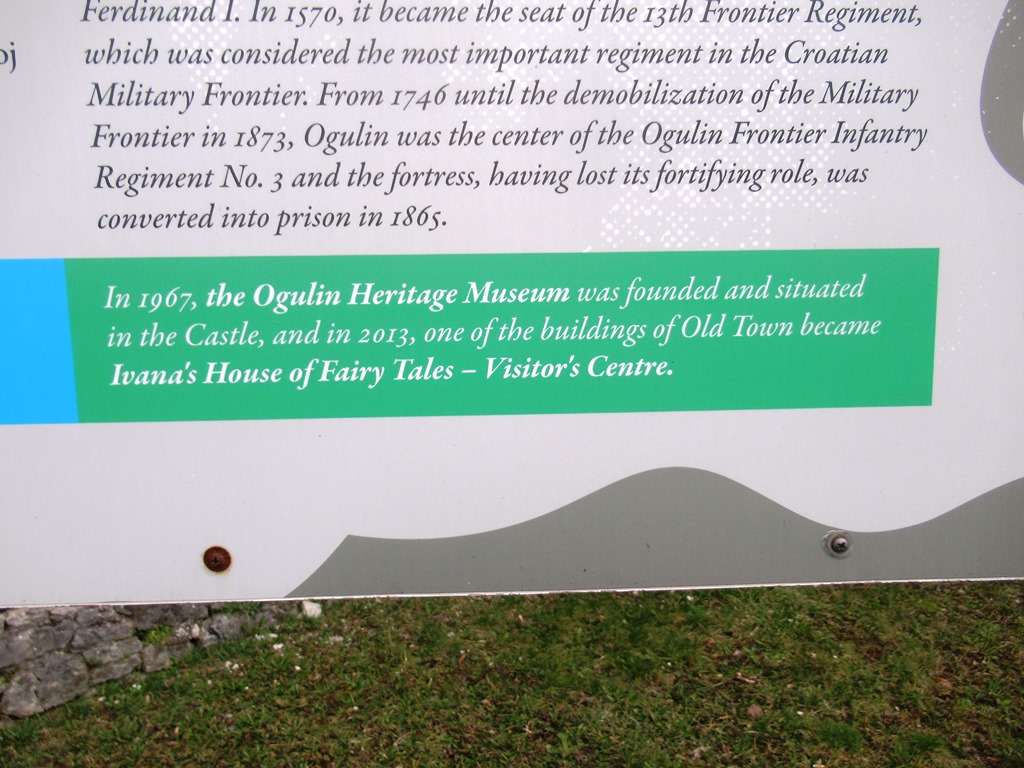 Ferdinand I. In 1570, it became the seat of the 13th Frontier Regiment,
oj
which was considered the most important regiment in the Croatian
Military Frontier. From 1746 until the demobilization of the Military
Frontier in 1873, Ogulin was the center of the Ogulin Frontier Infantry
Regiment No. 3 and the fortress, having lost its fortifying role, was
converted into prison in 1865.
In 1967, the Ogulin Heritage Museum was founded and situated
in the Castle, and in 2013, one of the buildings of Old Town became
Ivana's House of Fairy Tales – Visitor's Centre.